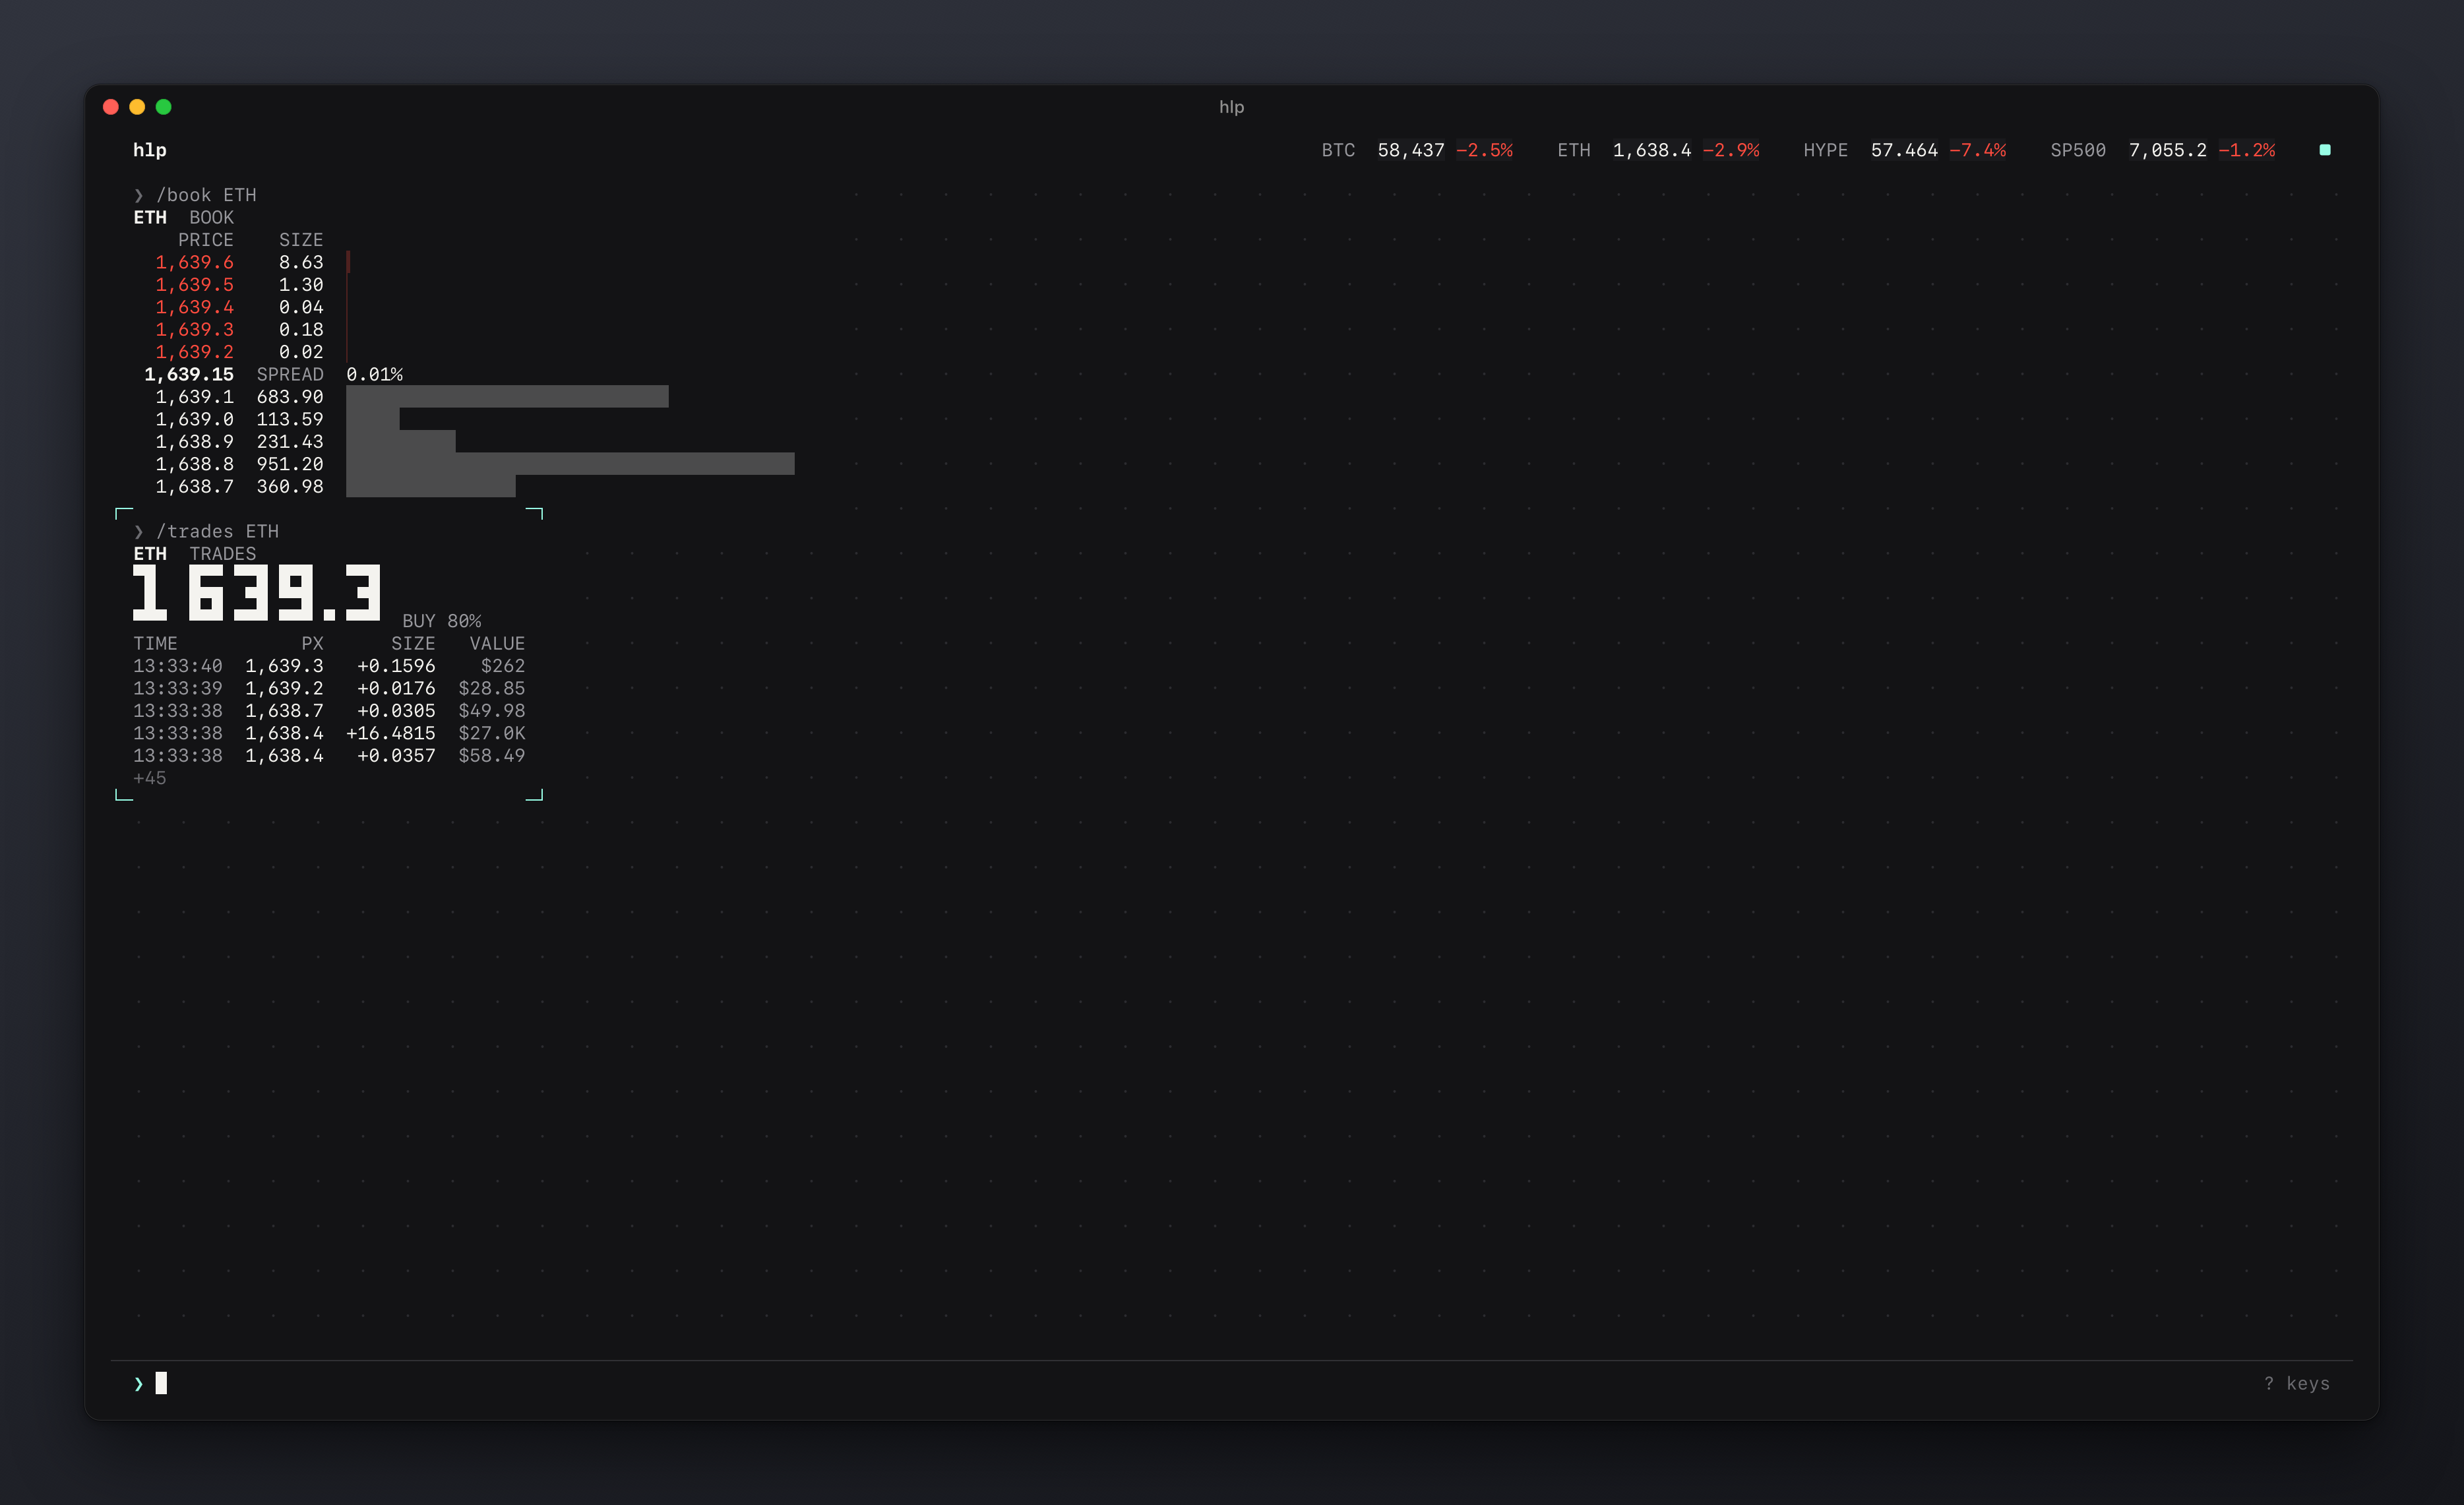 hlp
hlp BTC 58,437 −2.5% ETH 1,638.4 −2.9% HYPE 57.464 −7.4% SP500 7,055.2 −1.2%
❯ /book ETH
ETH BOOK
PRICE SIZE
1,639.6 8.63
1,639.5 1.30
1,639.4 0.04
1,639.3 0.18
1,639.2 0.02
1,639.15 SPREAD 0.01%
1,639.1 683.90
1,639.0 113.59
1,638.9 231.43
1,638.8 951.20
1,638.7 360.98
❯ /trades ETH
ETH TRADES
1 639.3 BUY 80%
TIME PX SIZE VALUE
13:33:40 1,639.3 +0.1596 $262
13:33:39 1,639.2 +0.0176 $28.85
13:33:38 1,638.7 +0.0305 $49.98
13:33:38 1,638.4 +16.4815 $27.0K
13:33:38 1,638.4 +0.0357 $58.49
+45
❯ ? keys